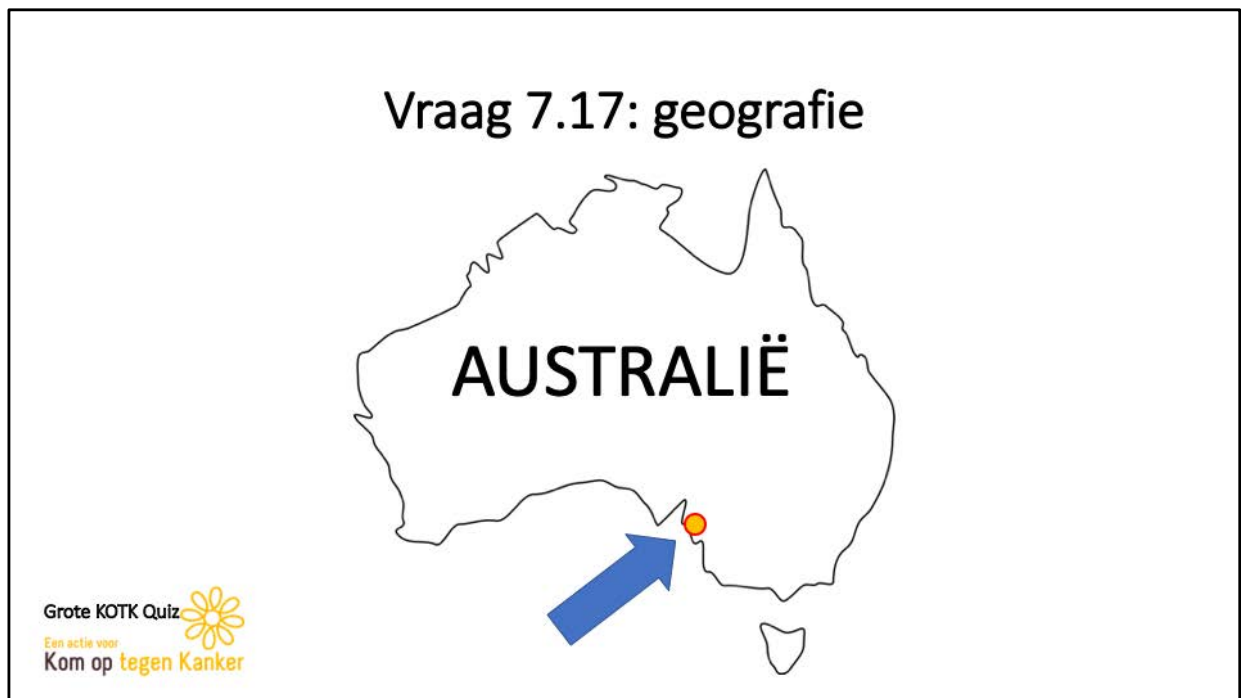 Vraag 7.17: geografie
AUSTRALIË
Grote KOTK Quiz
Een actie voor
Kom op tegen Kanker